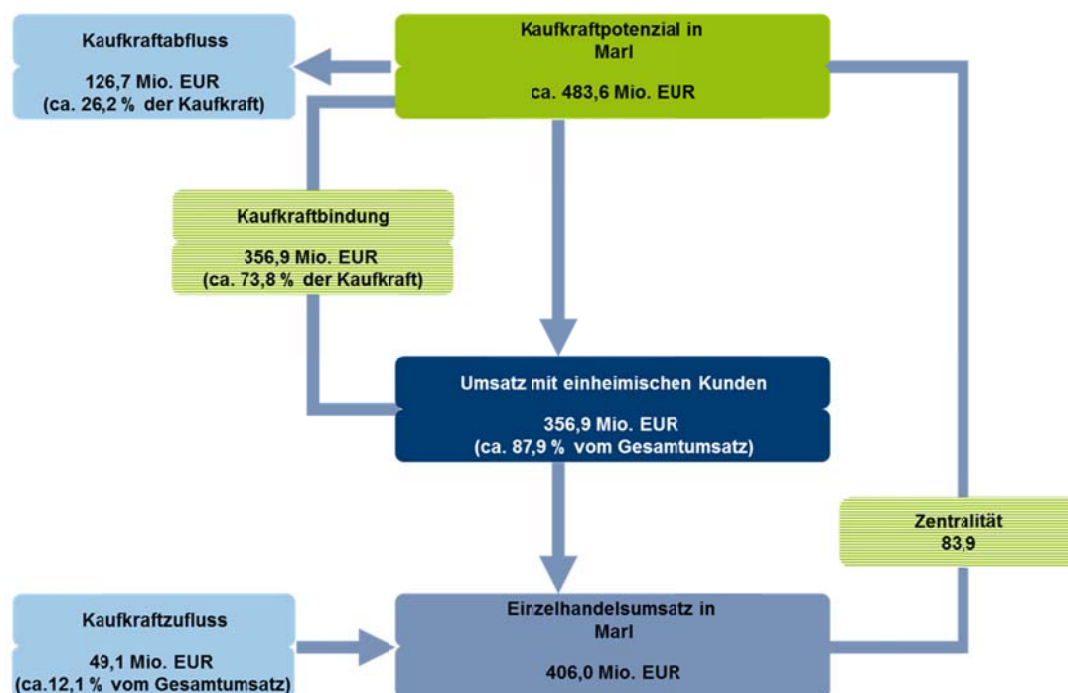 Kaufkraftabfluss
126,7 Mio. EUR
(ca. 26,2 % der Kaufkraft)
Kaufkraftpotenzial in
Marl
ca. 483,6 Mio. EUR
Kaufkraftbindung
356,9 Mio. EUR
(ca. 73,8 % der Kaufkraft)
Umsatz mit einheimischen Kunden
356,9 Mio. EUR
(ca. 87,9 % vom Gesamtumsatz)
Zentralität
83,9
Kaufkraftzufluss
49,1 Mio. EUR
(ca.12,1 % vom Gesamtumsatz)
Einzelhandelsumsatz in
Marl
406,0 Mio. EUR